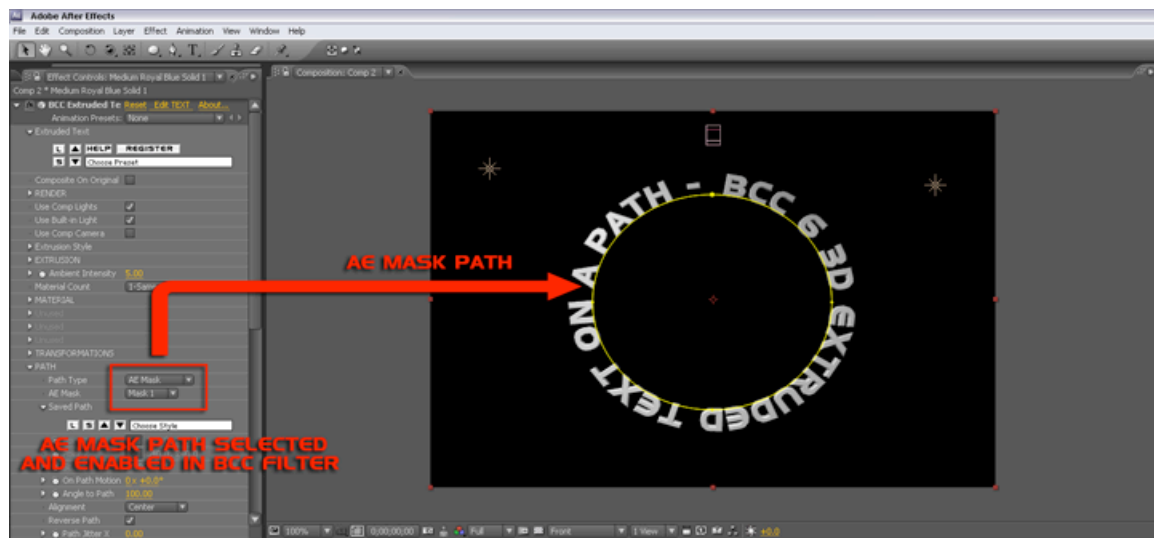 Adobe After Effects
File Edit Composition Layer Effect Animation View Window Help
Effect Controls: Medium Royal Blue Solid 1
Composition: Comp 2
Comp 2 * Medium Royal Blue Solid 1
BCC Extruded Te Reset Edit TEXT About...
Animation Presets: None
Extruded Text
L HELP REGISTER
S Choose Preset
Composite On Original
RENDER
Use Comp Lights
Use Built-in Light
Use Comp Camera
Extrusion Style
EXTRUSION
Ambient Intensity 5.00
Material Count
MATERIAL
Unused
Unused
Unused
TRANSFORMATIONS
PATH
Path Type AE Mask
AE Mask Mask 1
Saved Path
L S Choose Style
AE MASK PATH SELECTED
AND ENABLED IN BCC FILTER
On Path Motion 0 x +0.0°
Angle to Path 100.00
Alignment Center
Reverse Path
Path Jitter X 0.00
AE MASK PATH
BCC 6 3D EXTRUDED TEXT ON A PATH -
100% 0;00;00;00 Full Front 1 View +0.0